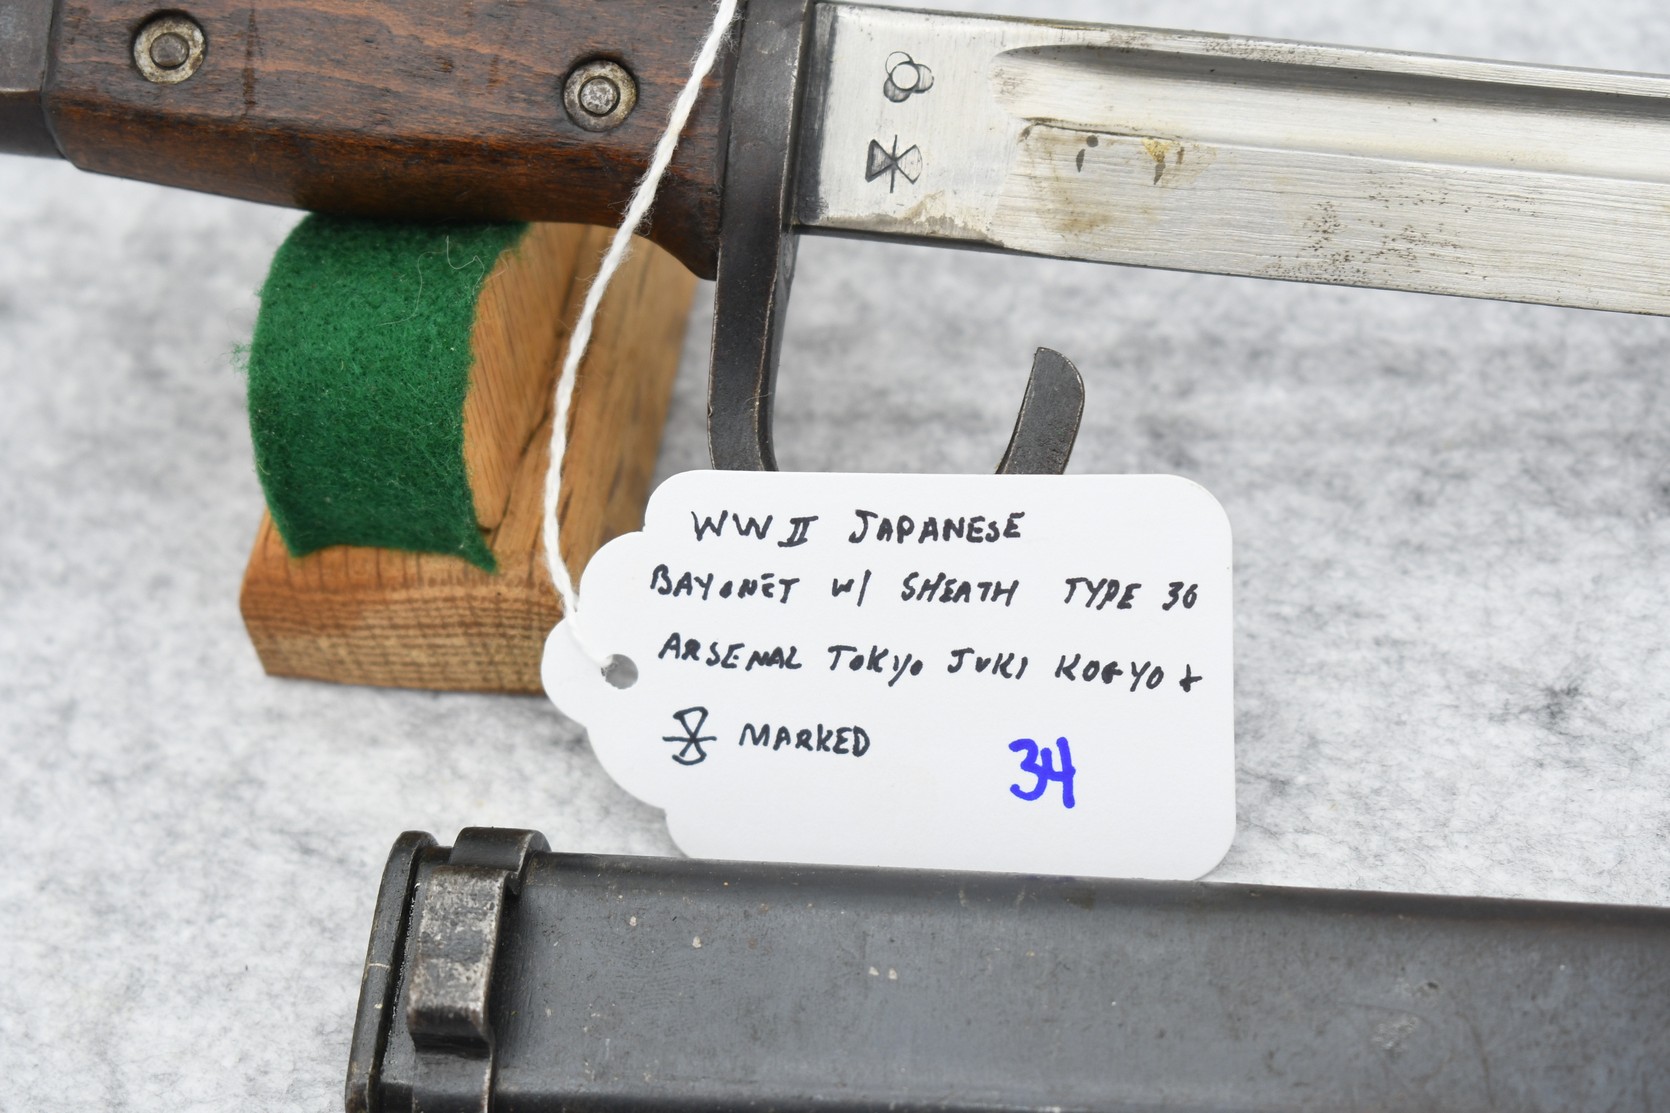 WW II JAPANESE
BAYONET W/ SHEATH TYPE 30
ARSENAL TOKYO JUKI KOGYO &
MARKED
34